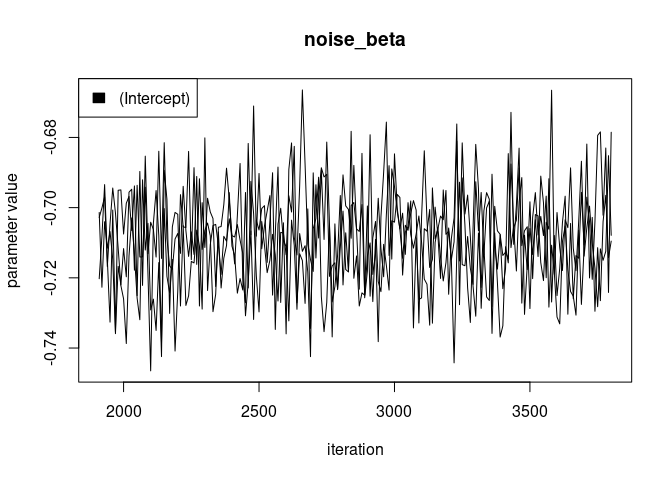 noise_beta
(Intercept)
parameter value
-0.68
-0.70
-0.72
-0.74
2000 2500 3000 3500
iteration